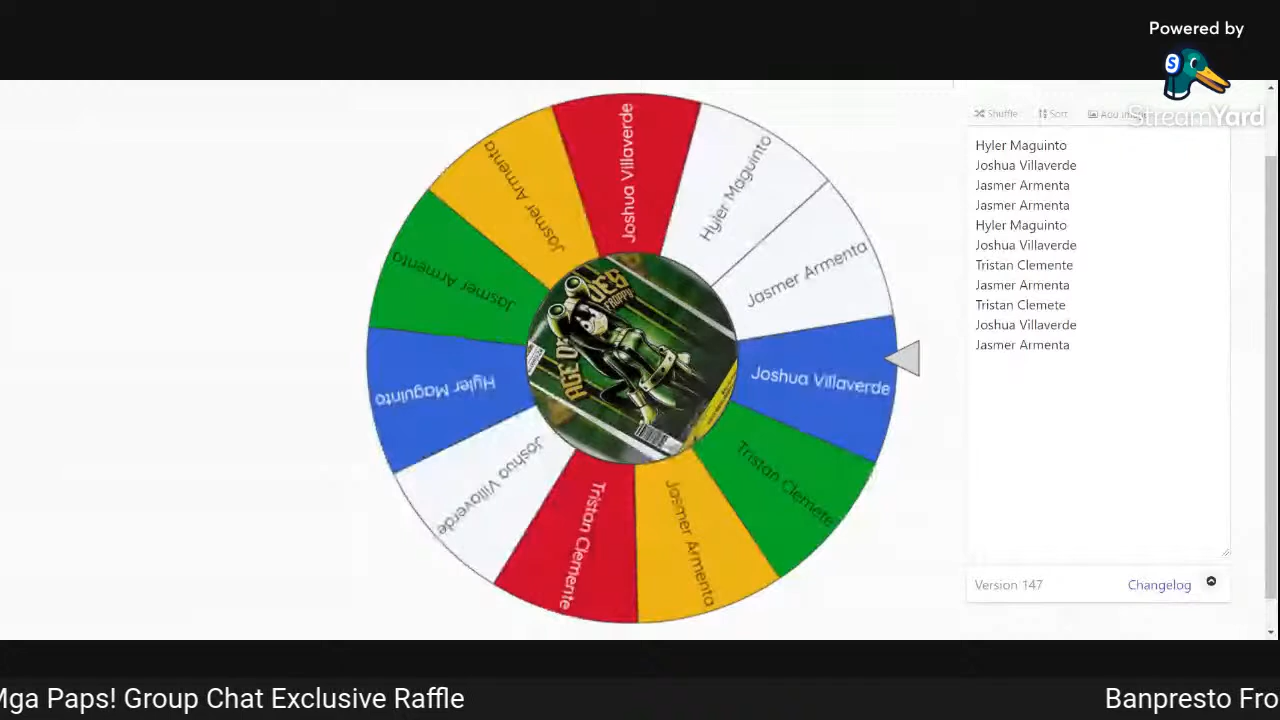 Powered by
StreamYard
Shuffle
Sort
Add
Hyler Maguinto
Joshua Villaverde
Jasmer Armenta
Jasmer Armenta
Hyler Maguinto
Joshua Villaverde
Tristan Clemente
Jasmer Armenta
Tristan Clemete
Joshua Villaverde
Jasmer Armenta
Version 147
Changelog
Joshua Villaverde
Hyler Maguinto
Jasmer Armenta
Joshua Villaverde
Tristan Clemete
Jasmer Armenta
Tristan Clemente
Joshua Villaverde
Hyler Maguinto
Jasmer Armenta
Jasmer Armenta
FROPPY
Mga Paps! Group Chat Exclusive Raffle
Banpresto Fro